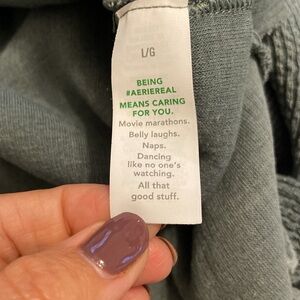 L/G
BEING
#AERIEREAL
MEANS CARING
FOR YOU.
Movie marathons.
Belly laughs.
Naps.
Dancing
like no one's
watching.
All that
good stuff.